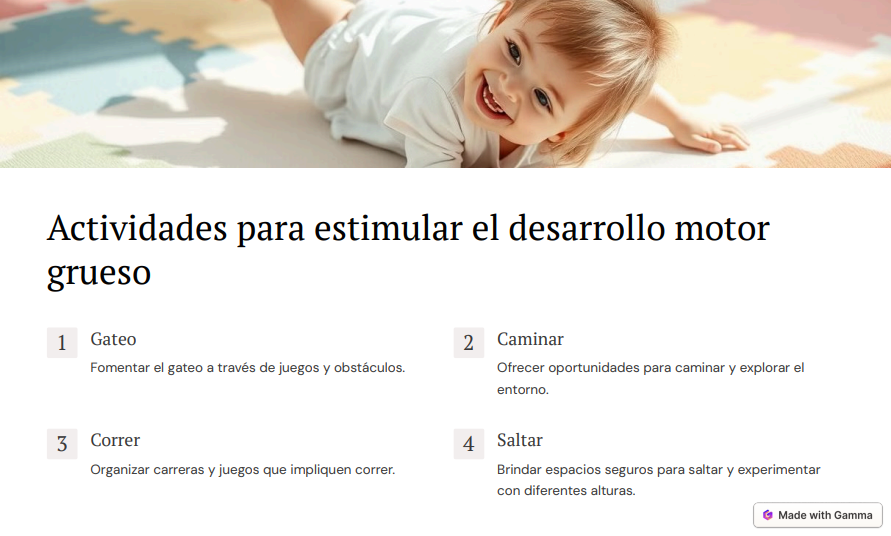 Actividades para estimular el desarrollo motor
grueso
1
Gateo
Fomentar el gateo a través de juegos y obstáculos.
2
Caminar
Ofrecer oportunidades para caminar y explorar el
entorno.
3
Correr
Organizar carreras y juegos que impliquen correr.
4
Saltar
Brindar espacios seguros para saltar y experimentar
con diferentes alturas.
Made with Gamma